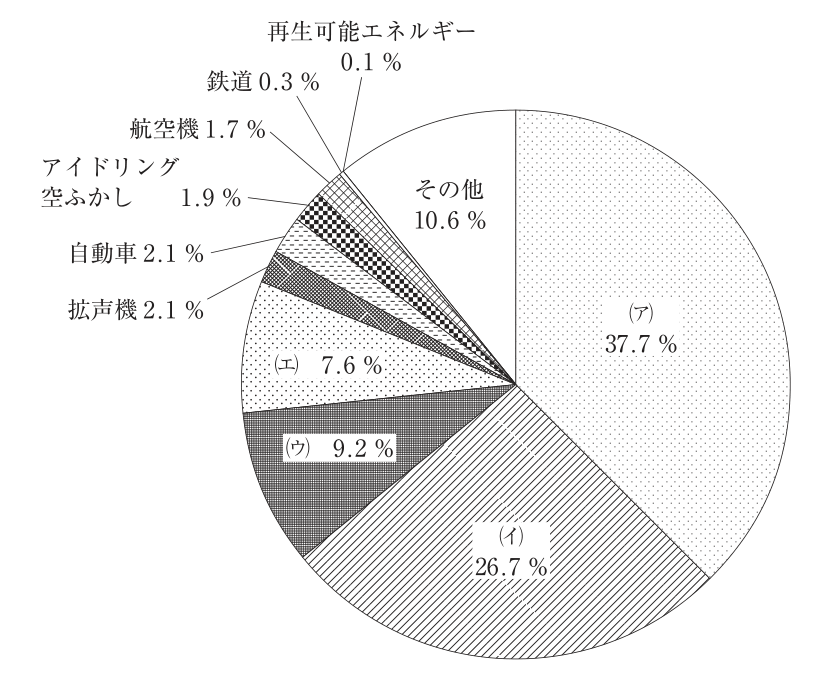 再生可能エネルギー
0.1 %
鉄道 0.3 %
航空機 1.7 %
アイドリング
空ふかし 1.9 %
自動車 2.1 %
拡声機 2.1 %
その他
10.6 %
㈎
37.7 %
(イ)
26.7 %
(ウ) 9.2 %
(エ) 7.6 %